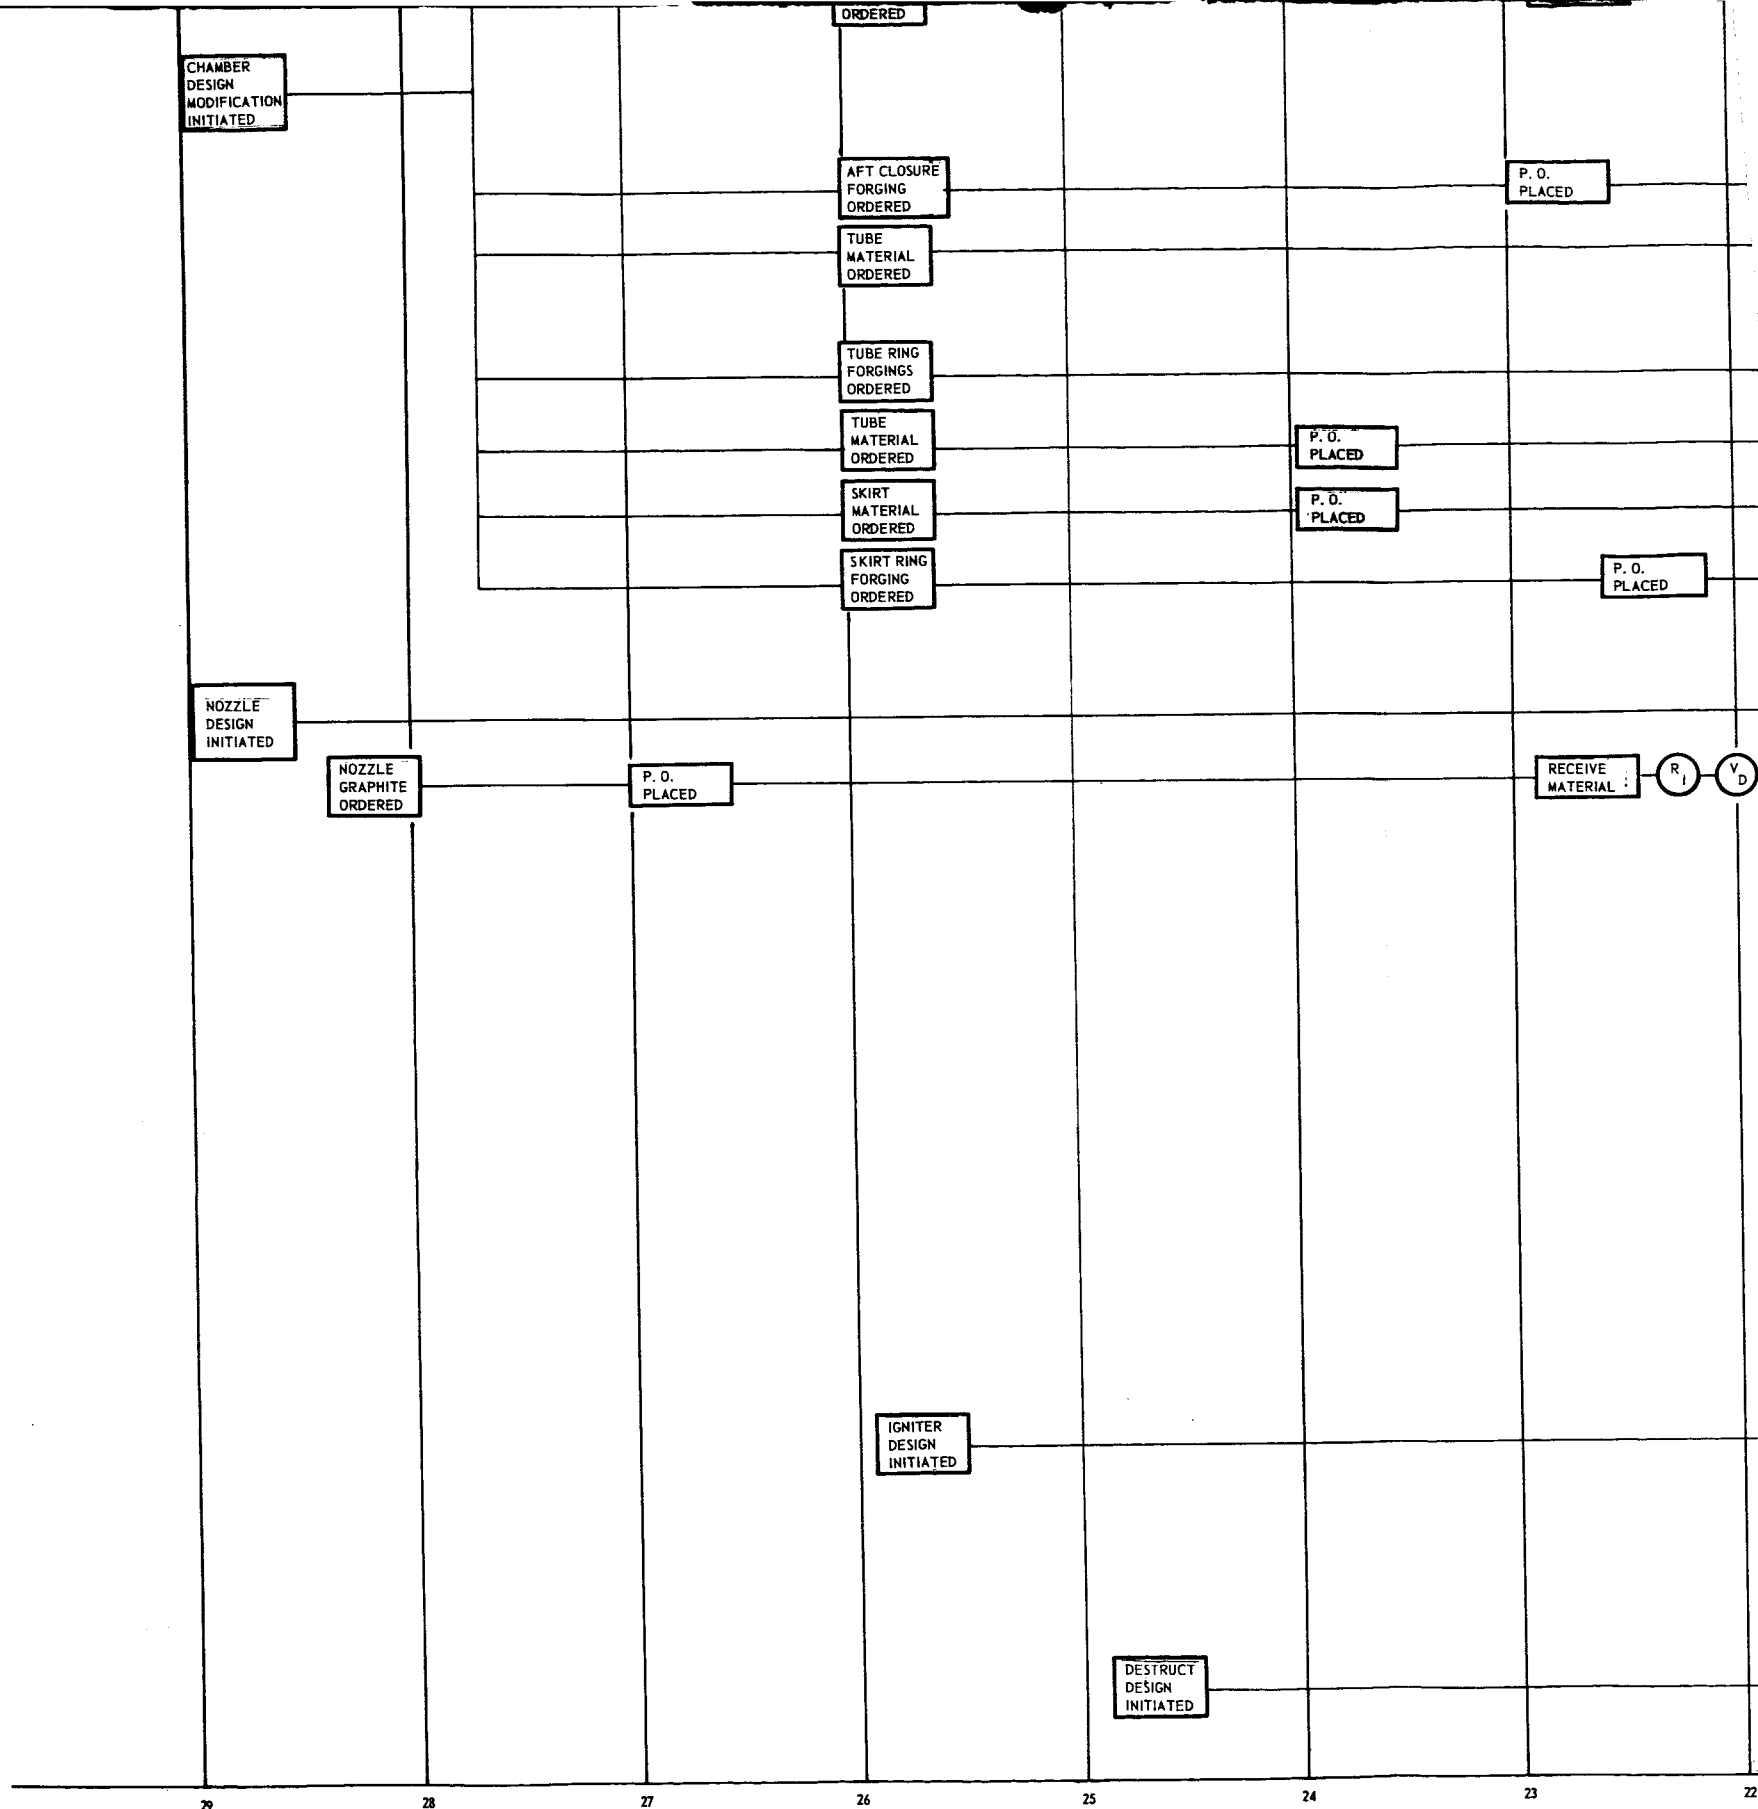 ORDERED
CHAMBER
DESIGN
MODIFICATION
INITIATED
AFT CLOSURE
FORGING
ORDERED
P. O.
PLACED
TUBE
MATERIAL
ORDERED
TUBE RING
FORGINGS
ORDERED
TUBE
MATERIAL
ORDERED
P. O.
PLACED
SKIRT
MATERIAL
ORDERED
P. O.
PLACED
SKIRT RING
FORGING
ORDERED
P. O.
PLACED
NOZZLE
DESIGN
INITIATED
NOZZLE
GRAPHITE
ORDERED
P. O.
PLACED
RECEIVE
MATERIAL
R I
V D
IGNITER
DESIGN
INITIATED
DESTRUCT
DESIGN
INITIATED
29 28 27 26 25 24 23 22